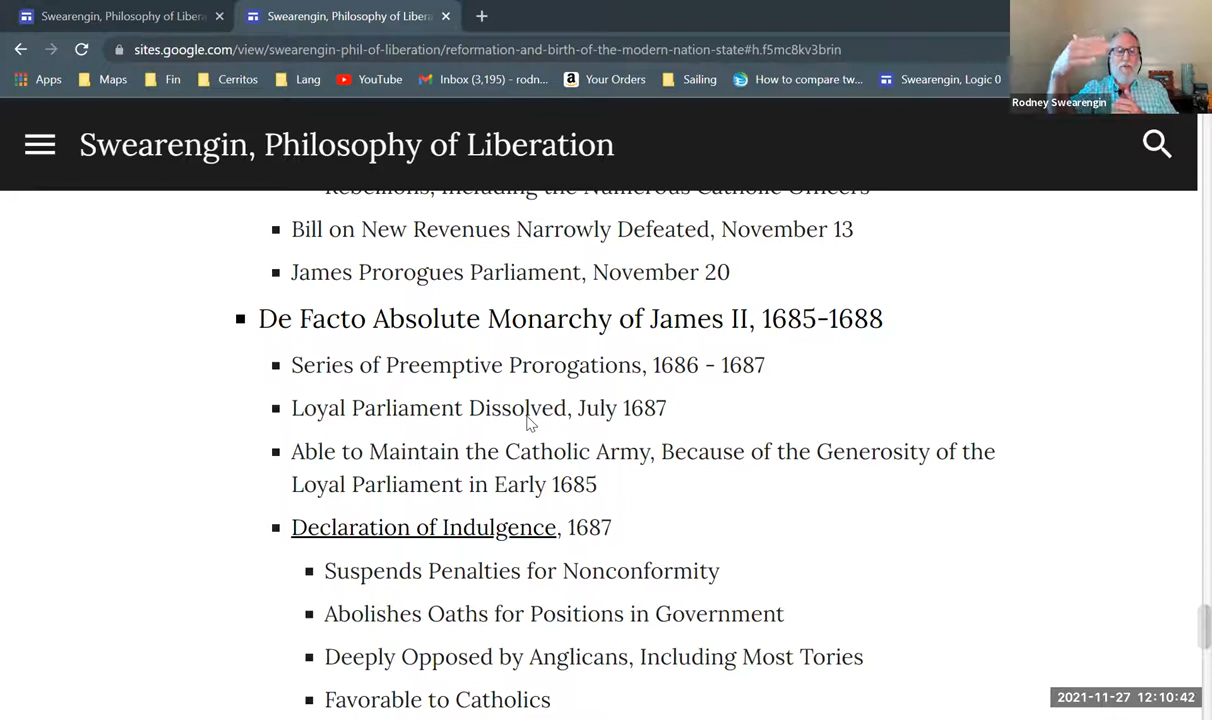 Swearengin, Philosophy of Libera
Swearengin, Philosophy of Libera
sites.google.com/view/swearengin-phil-of-liberation/reformation-and-birth-of-the-modern-nation-state#h.f5mc8kv3brin
Apps Maps Fin Cerritos Lang YouTube Inbox (3,195) - rodn... Your Orders Sailing How to compare tw... Swearengin, Logic 0
Rodney Swearengin
Swearengin, Philosophy of Liberation
Rebellions, Including the Numerous Catholic Officers
Bill on New Revenues Narrowly Defeated, November 13
James Prorogues Parliament, November 20
De Facto Absolute Monarchy of James II, 1685-1688
Series of Preemptive Prorogations, 1686 - 1687
Loyal Parliament Dissolved, July 1687
Able to Maintain the Catholic Army, Because of the Generosity of the
Loyal Parliament in Early 1685
Declaration of Indulgence, 1687
Suspends Penalties for Nonconformity
Abolishes Oaths for Positions in Government
Deeply Opposed by Anglicans, Including Most Tories
Favorable to Catholics
2021-11-27 12:10:42